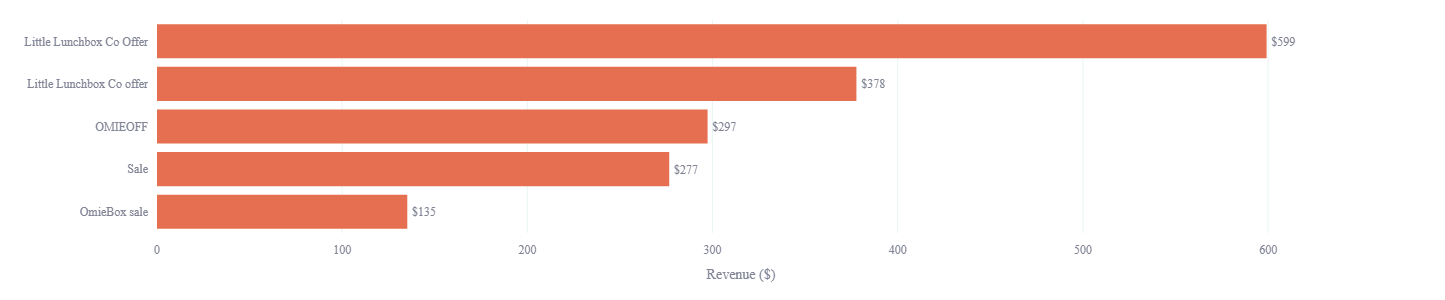 Little Lunchbox Co Offer $599
Little Lunchbox Co offer $378
OMIEOFF $297
Sale $277
OmieBox sale $135
0 100 200 300 400 500 600
Revenue ($)